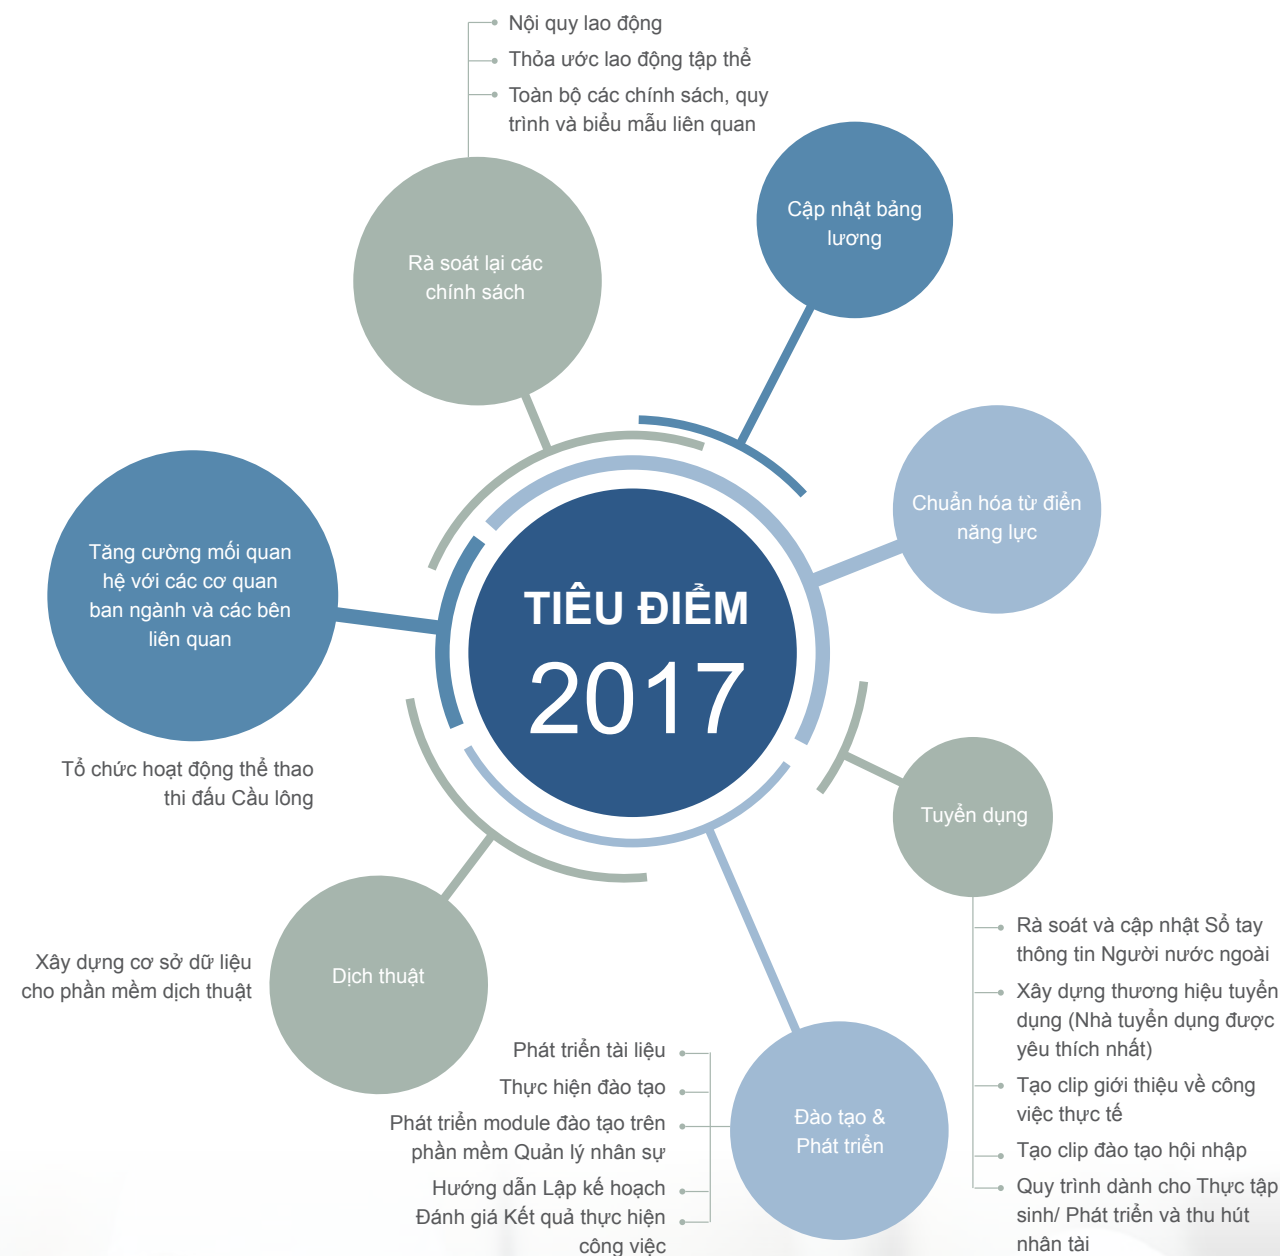 Nội quy lao động
Thỏa ước lao động tập thể
Toàn bộ các chính sách, quy
trình và biểu mẫu liên quan
Rà soát lại các
chính sách
Cập nhật bảng
lương
Chuẩn hóa từ điển
năng lực
Tăng cường mối quan
hệ với các cơ quan
ban ngành và các bên
liên quan
Tổ chức hoạt động thể thao
thi đấu Cầu lông
TIÊU ĐIỂM
2017
Tuyển dụng
Rà soát và cập nhật Sổ tay
thông tin Người nước ngoài
Xây dựng thương hiệu tuyển
dụng (Nhà tuyển dụng được
yêu thích nhất)
Tạo clip giới thiệu về công
việc thực tế
Tạo clip đào tạo hội nhập
Quy trình dành cho Thực tập
sinh/ Phát triển và thu hút
nhân tài
Dịch thuật
Xây dựng cơ sở dữ liệu
cho phần mềm dịch thuật
Đào tạo &
Phát triển
Phát triển tài liệu
Thực hiện đào tạo
Phát triển module đào tạo trên
phần mềm Quản lý nhân sự
Hướng dẫn Lập kế hoạch
Đánh giá Kết quả thực hiện
công việc